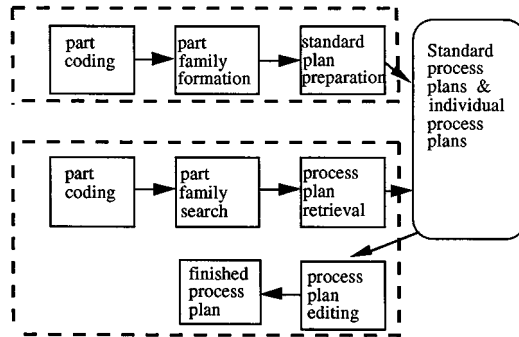 part
coding
part
family
formation
standard
plan
preparation
Standard
process
plans &
individual
process
plans
part
coding
part
family
search
process
plan
retrieval
finished
process
plan
process
plan
editing